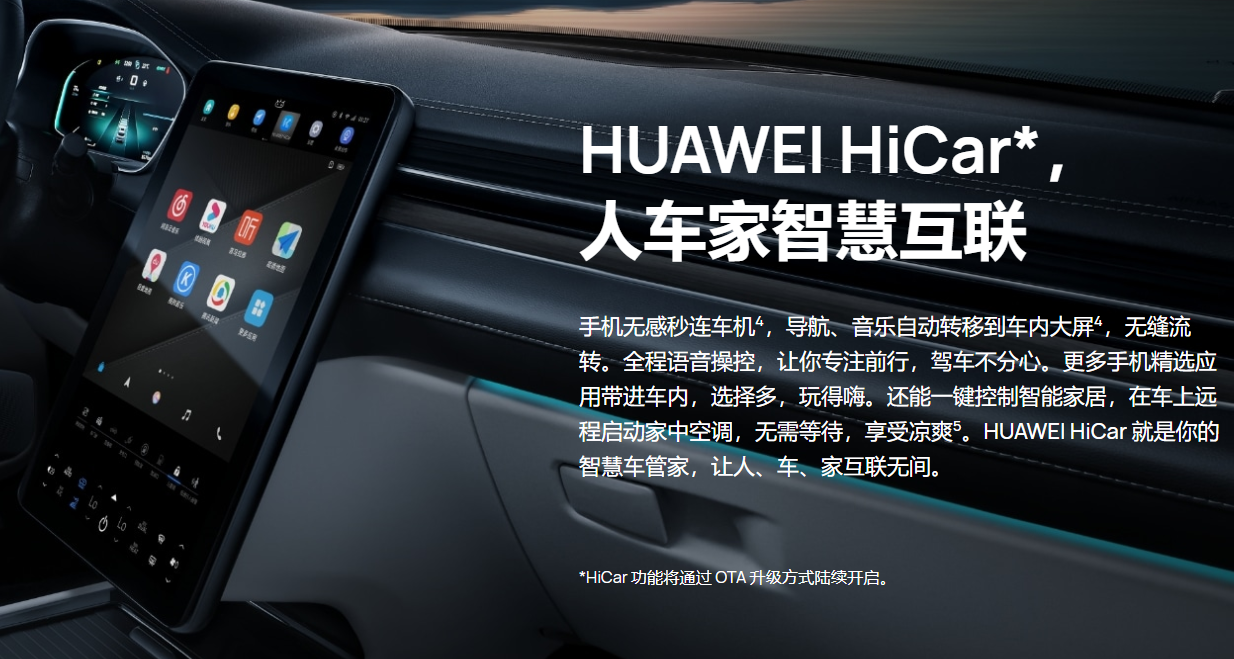 HUAWEI HiCar*，
人车家智慧互联
手机无感秒连车机⁴，导航、音乐自动转移到车内大屏⁴，无缝流
转。全程语音操控，让你专注前行，驾车不分心。更多手机精选应
用带进车内，选择多，玩得嗨。还能一键控制智能家居，在车上远
程启动家中空调，无需等待，享受凉爽⁵。HUAWEI HiCar 就是你的
智慧车管家，让人、车、家互联无间。
*HiCar 功能将通过 OTA 升级方式陆续开启。